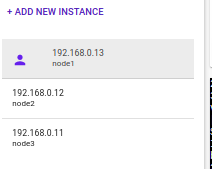 + ADD NEW INSTANCE
192.168.0.13
node1
192.168.0.12
node2
192.168.0.11
node3